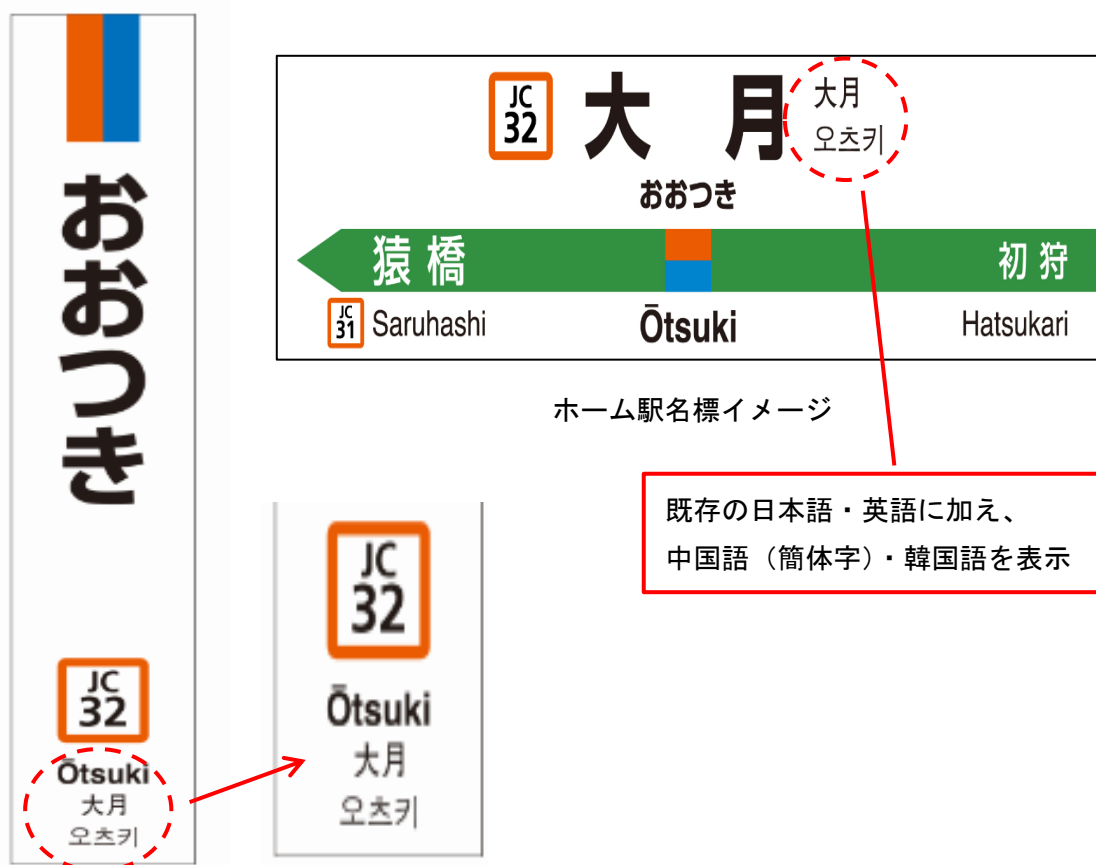 おおつき
JC
32
Ōtsuki
大月
오츠키
JC
32
大月
大月
오츠키
おおつき
猿橋
初狩
JC
31
Saruhashi
Ōtsuki
Hatsukari
ホーム駅名標イメージ
既存の日本語・英語に加え、
中国語（簡体字）・韓国語を表示
JC
32
Ōtsuki
大月
오츠키